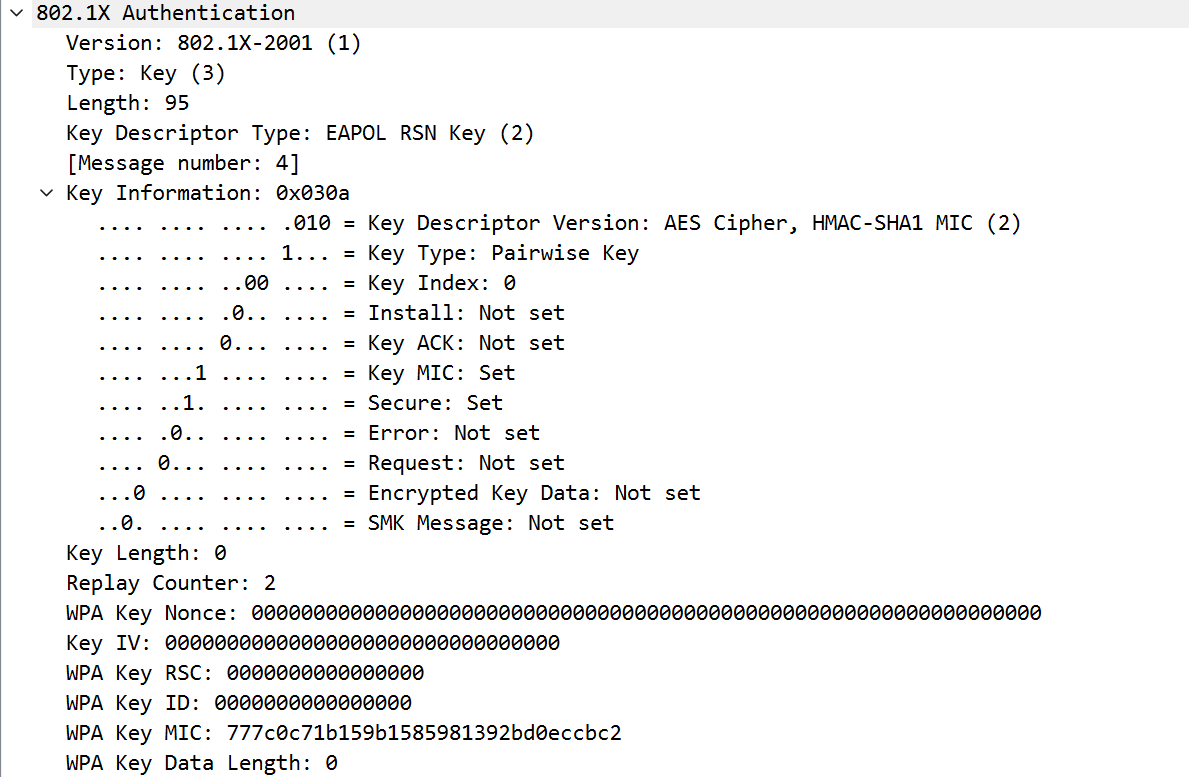 802.1X Authentication
Version: 802.1X-2001 (1)
Type: Key (3)
Length: 95
Key Descriptor Type: EAPOL RSN Key (2)
[Message number: 4]
Key Information: 0x030a
.... .... .... .010 = Key Descriptor Version: AES Cipher, HMAC-SHA1 MIC (2)
.... .... .... 1... = Key Type: Pairwise Key
.... .... ..00 .... = Key Index: 0
.... .... .0.. .... = Install: Not set
.... .... 0... .... = Key ACK: Not set
.... ...1 .... .... = Key MIC: Set
.... ..1. .... .... = Secure: Set
.... .0.. .... .... = Error: Not set
.... 0... .... .... = Request: Not set
...0 .... .... .... = Encrypted Key Data: Not set
..0. .... .... .... = SMK Message: Not set
Key Length: 0
Replay Counter: 2
WPA Key Nonce: 0000000000000000000000000000000000000000000000000000000000000000
Key IV: 00000000000000000000000000000000
WPA Key RSC: 0000000000000000
WPA Key ID: 0000000000000000
WPA Key MIC: 777c0c71b159b1585981392bd0eccbc2
WPA Key Data Length: 0